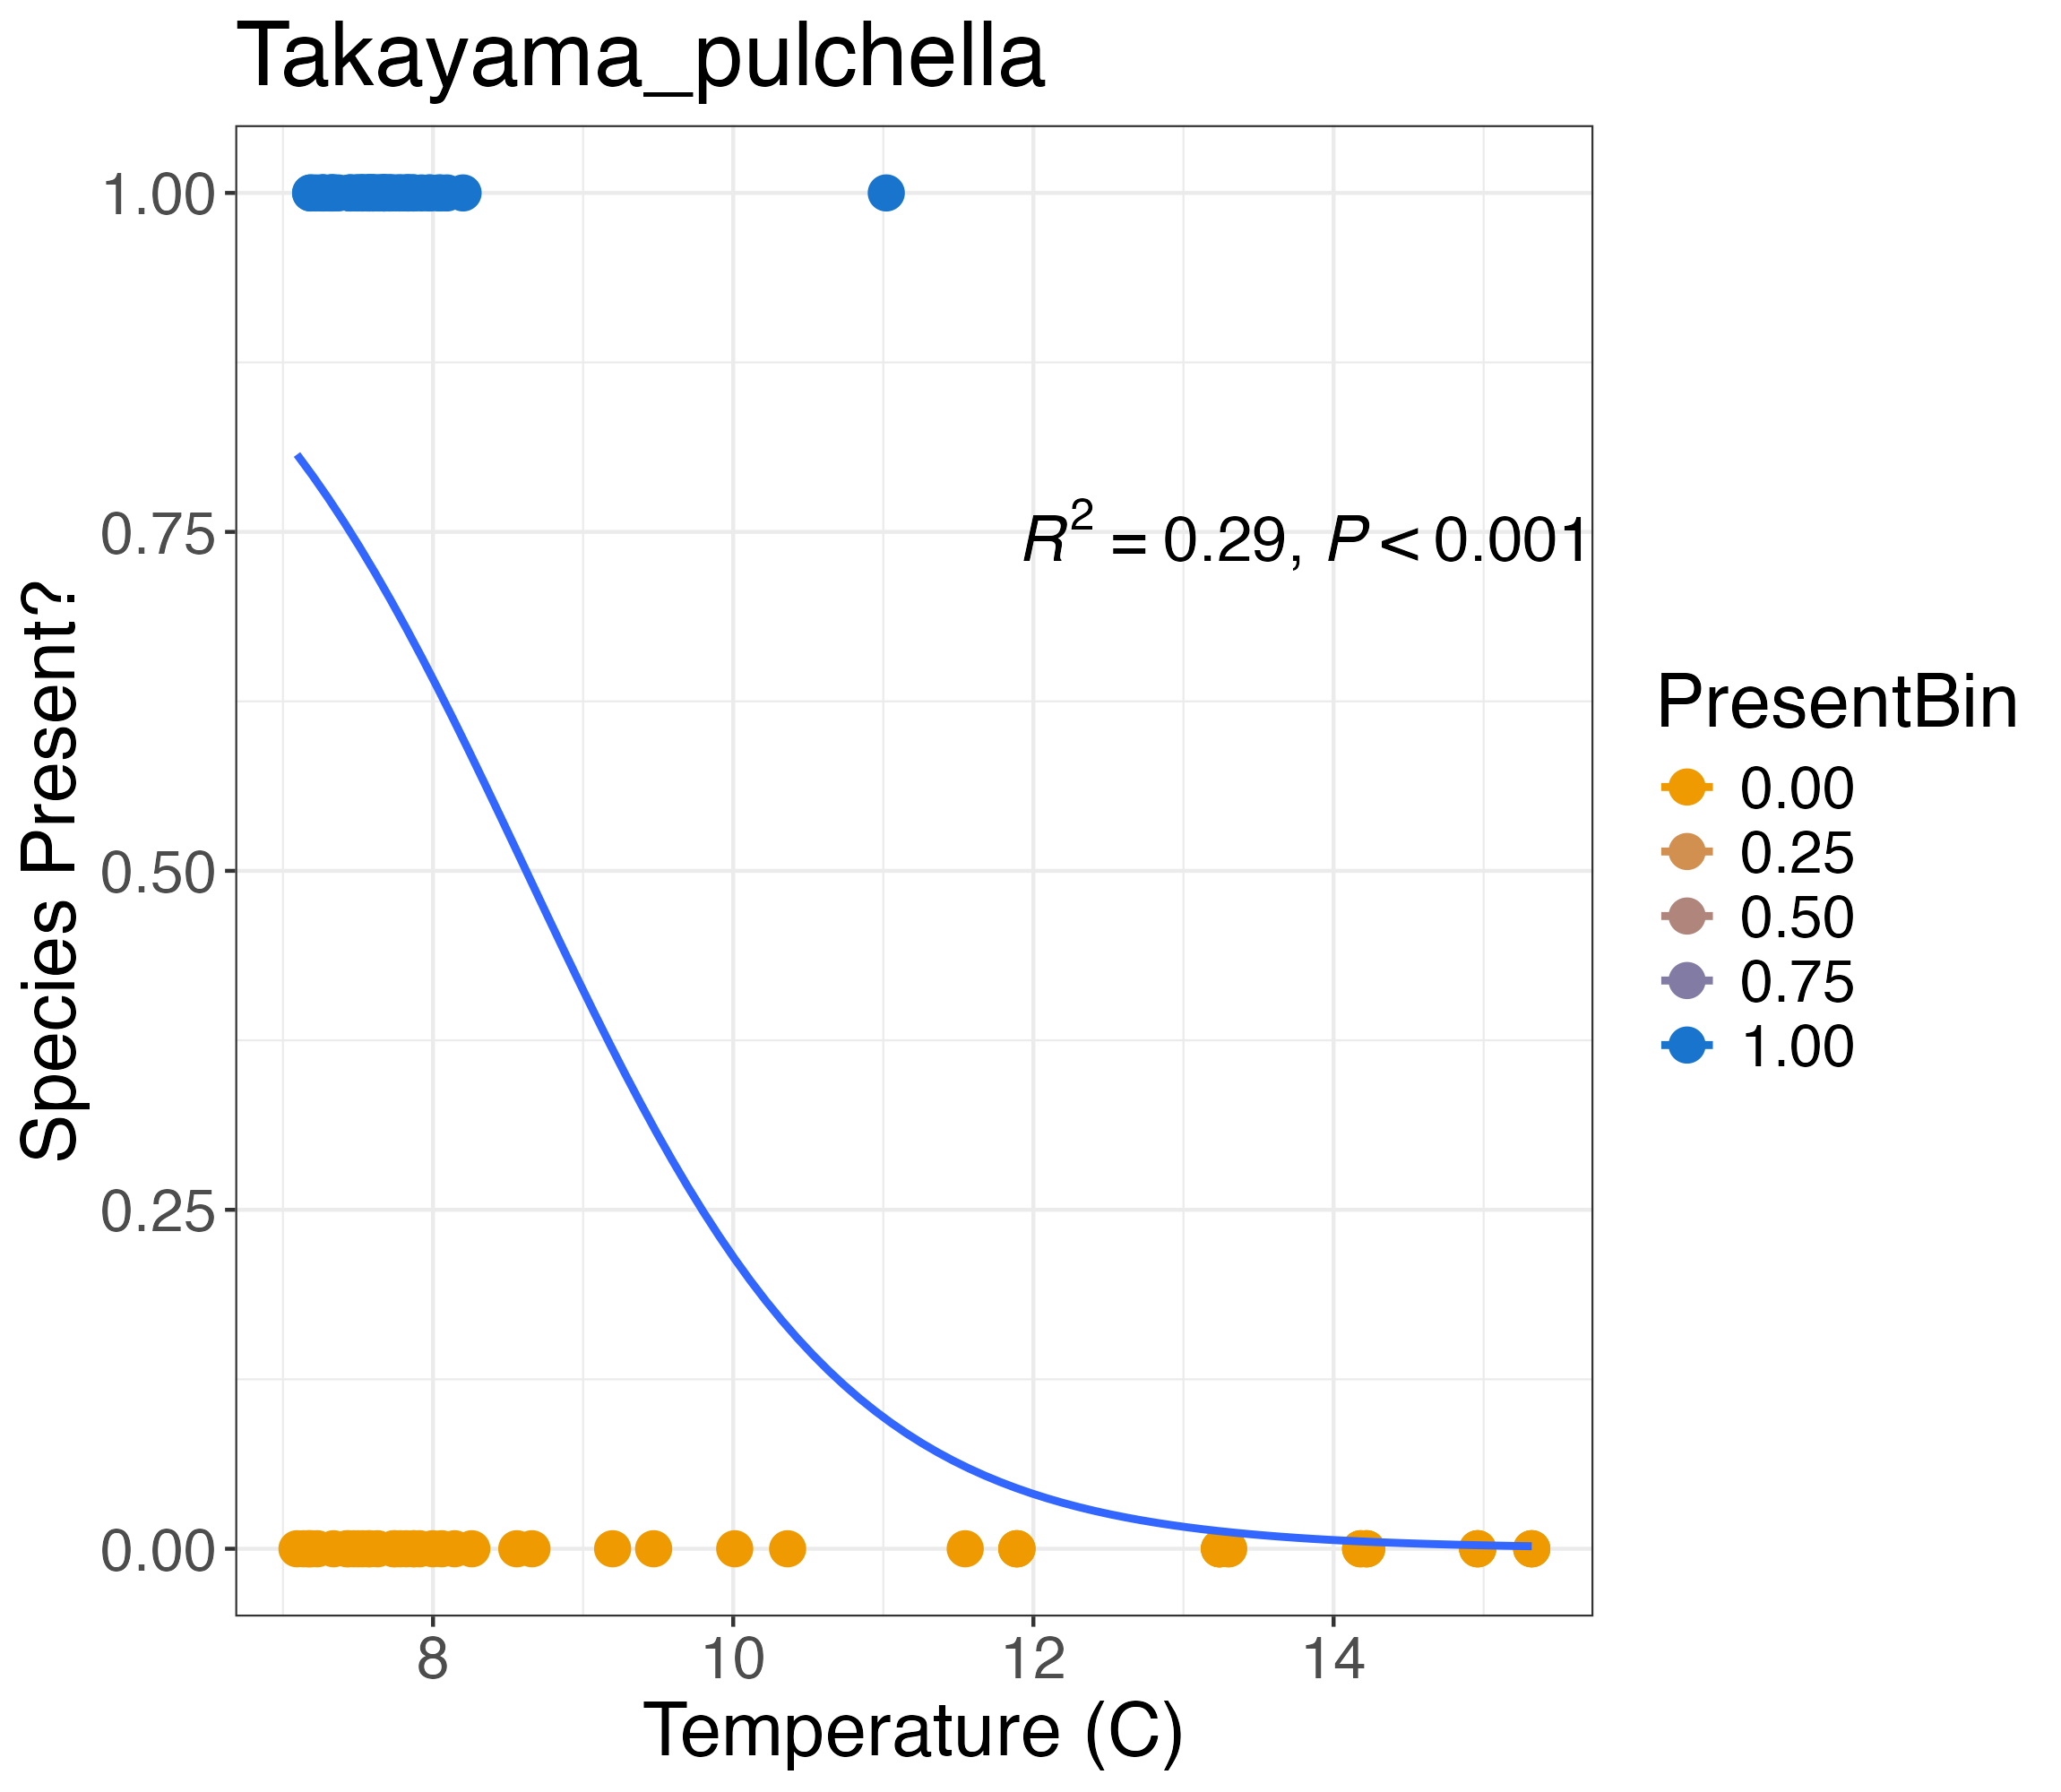 Takayama_pulchella
1.00
0.75
0.50
0.25
0.00
Species Present?
R² = 0.29, P < 0.001
8 10 12 14
Temperature (C)
PresentBin
0.00
0.25
0.50
0.75
1.00